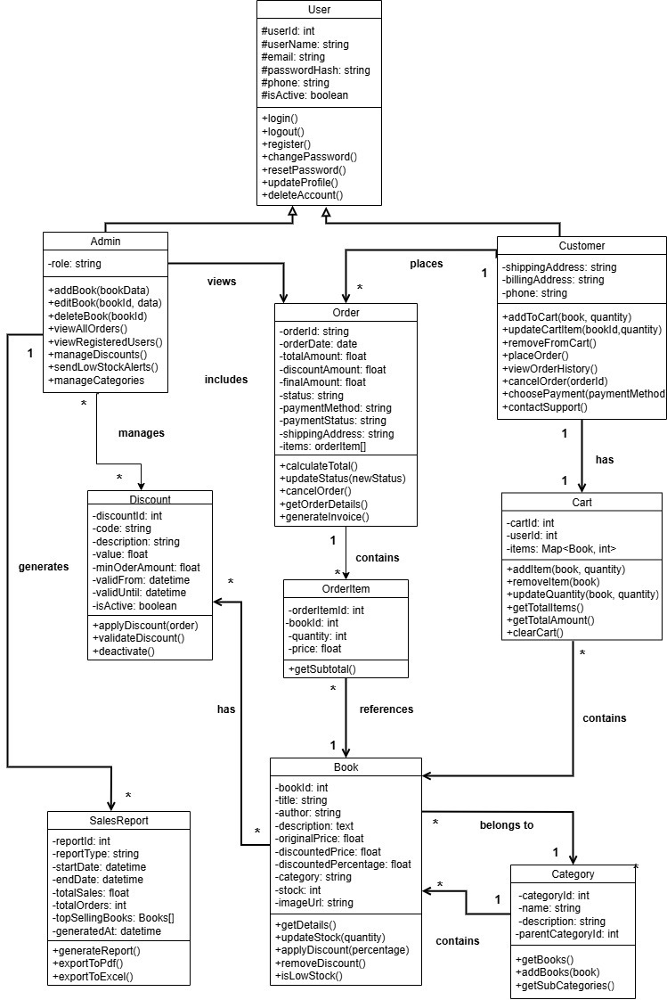 User
#userId: int
#userName: string
#email: string
#passwordHash: string
#phone: string
#isActive: boolean
+login()
+logout()
+register()
+changePassword()
+resetPassword()
+updateProfile()
+deleteAccount()
Admin
-role: string
+addBook(bookData)
+editBook(bookId, data)
+deleteBook(bookId)
+viewAllOrders()
+viewRegisteredUsers()
+manageDiscounts()
+sendLowStockAlerts()
+manageCategories
views
places
1
*
Customer
-shippingAddress: string
-billingAddress: string
-phone: string
+addToCart(book, quantity)
+updateCartItem(bookId,quantity)
+removeFromCart()
+placeOrder()
+viewOrderHistory()
+cancelOrder(orderId)
+choosePayment(paymentMethod
+contactSupport()
Order
-orderId: string
-orderDate: date
-totalAmount: float
-discountAmount: float
-finalAmount: float
-status: string
-paymentMethod: string
-paymentStatus: string
-shippingAddress: string
-items: orderItem[]
+calculateTotal()
+updateStatus(newStatus)
+cancelOrder()
+getOrderDetails()
+generateInvoice()
1
includes
*
manages
*
1
has
1
Discount
-discountId: int
-code: string
-description: string
-value: float
-minOderAmount: float
-validFrom: datetime
-validUntil: datetime
-isActive: boolean
+applyDiscount(order)
+validateDiscount()
+deactivate()
generates
*
1
contains
*
Cart
-cartId: int
-userId: int
-items: Map<Book, int>
+addItem(book, quantity)
+removeItem(book)
+updateQuantity(book, quantity)
+getTotalItems()
+getTotalAmount()
+clearCart()
OrderItem
-orderItemId: int
-bookId: int
-quantity: int
-price: float
+getSubtotal()
*
references
1
*
contains
has
*
Book
-bookId: int
-title: string
-author: string
-description: text
-originalPrice: float
-discountedPrice: float
-discountedPercentage: float
-category: string
-stock: int
-imageUrl: string
+getDetails()
+updateStock(quantity)
+applyDiscount(percentage)
+removeDiscount()
+isLowStock()
*
SalesReport
-reportId: int
-reportType: string
-startDate: datetime
-endDate: datetime
-totalSales: float
-totalOrders: int
-topSellingBooks: Books[]
-generatedAt: datetime
+generateReport()
+exportToPdf()
+exportToExcel()
*
belongs to
1
*
*
1
contains
Category
-categoryId: int
-name: string
-description: string
-parentCategoryId: int
+getBooks()
+addBooks(book)
+getSubCategories()